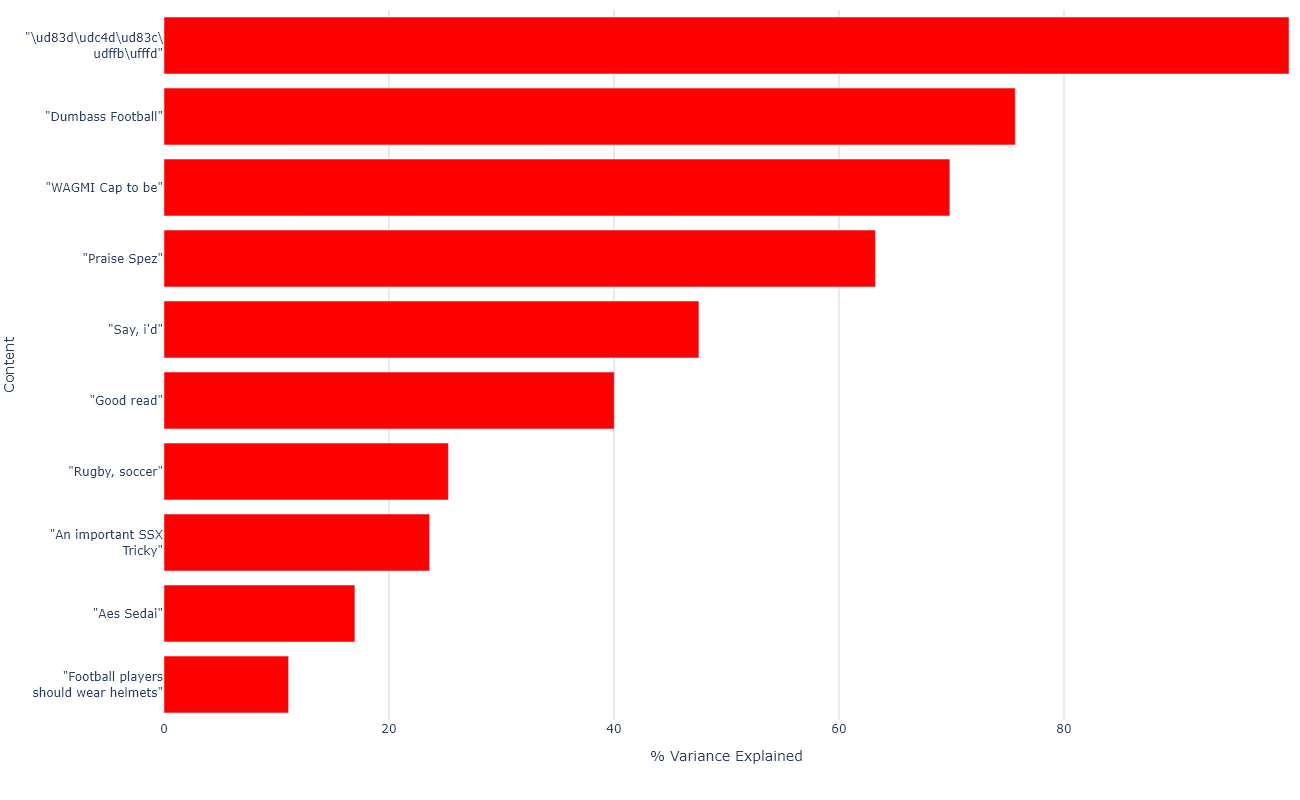 "\ud83d\udc4d\ud83c\
udffb\ufffd"
"Dumbass Football"
"WAGMI Cap to be"
"Praise Spez"
"Say, i'd"
"Good read"
"Rugby, soccer"
"An important SSX
Tricky"
"Aes Sedai"
"Football players
should wear helmets"
Content
0 20 40 60 80
% Variance Explained